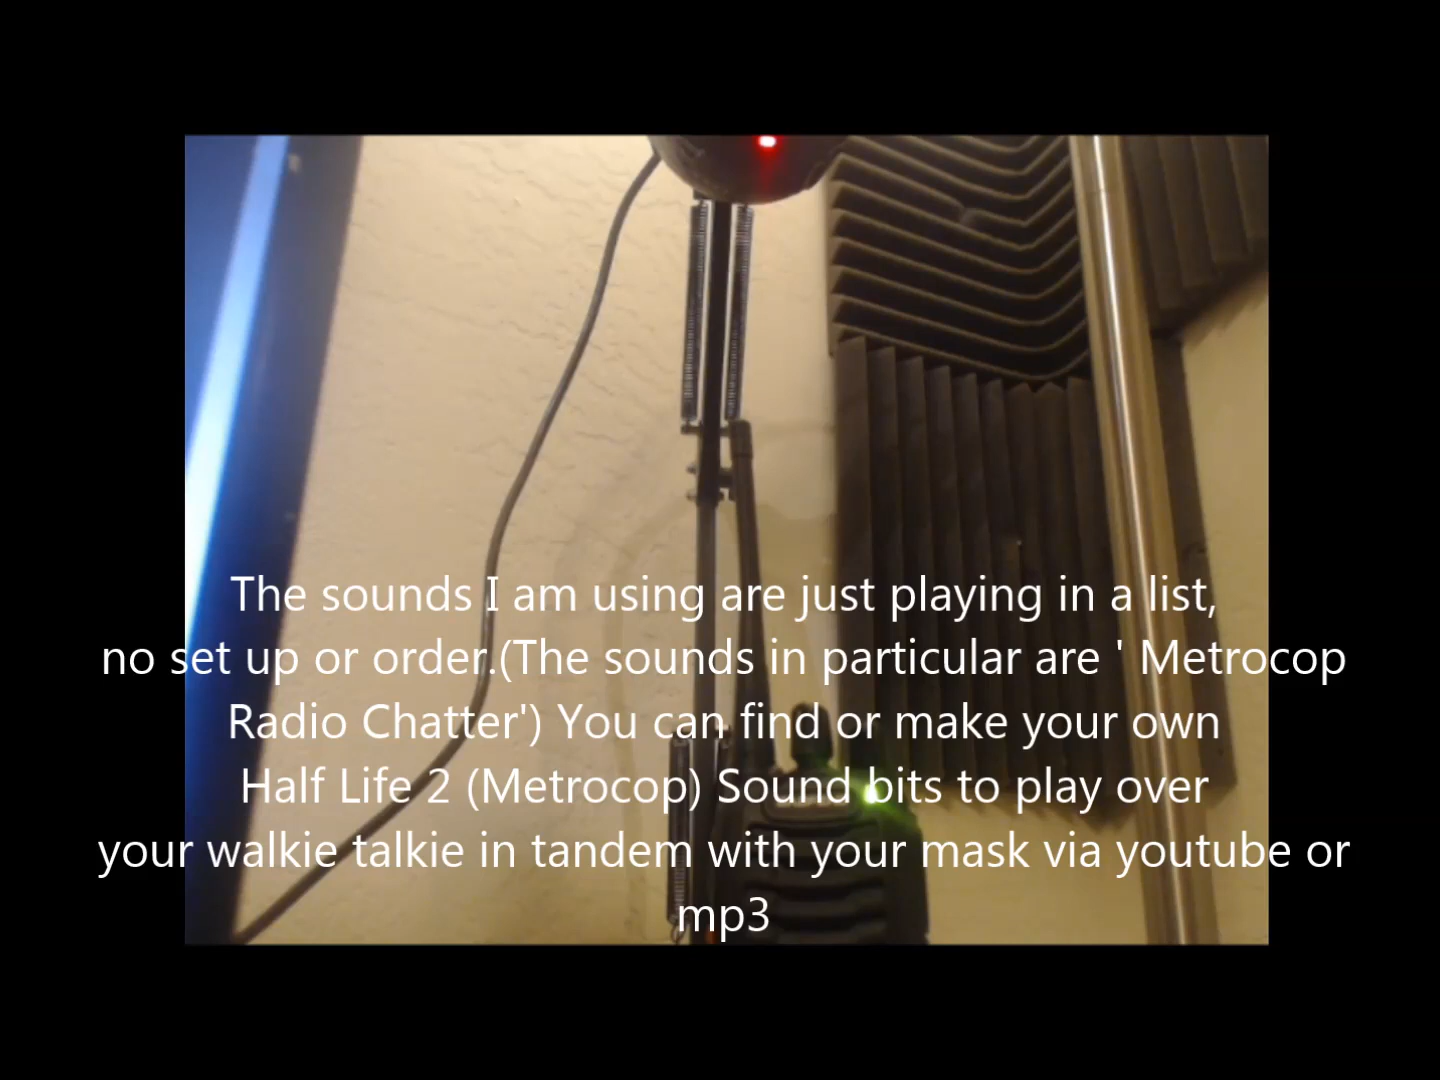 The sounds I am using are just playing in a list,
no set up or order.(The sounds in particular are ' Metrocop
Radio Chatter') You can find or make your own
Half Life 2 (Metrocop) Sound bits to play over
your walkie talkie in tandem with your mask via youtube or
mp3